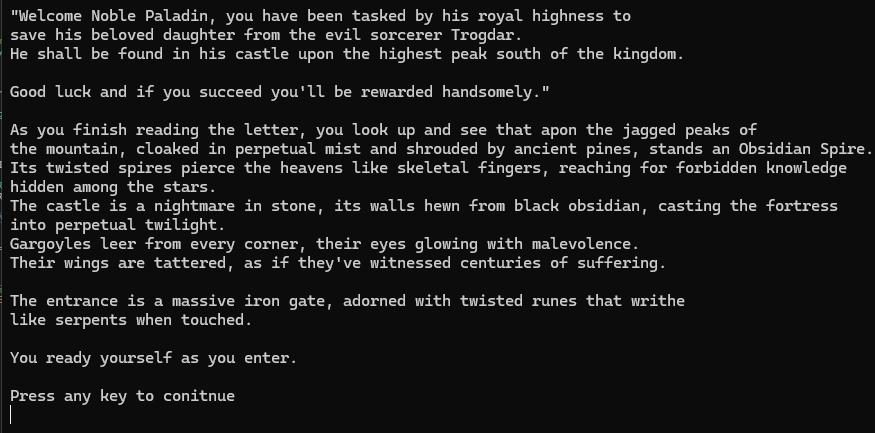 "Welcome Noble Paladin, you have been tasked by his royal highness to
save his beloved daughter from the evil sorcerer Trogdar.
He shall be found in his castle upon the highest peak south of the kingdom.
Good luck and if you succeed you'll be rewarded handsomely."
As you finish reading the letter, you look up and see that apon the jagged peaks of
the mountain, cloaked in perpetual mist and shrouded by ancient pines, stands an Obsidian Spire.
Its twisted spires pierce the heavens like skeletal fingers, reaching for forbidden knowledge
hidden among the stars.
The castle is a nightmare in stone, its walls hewn from black obsidian, casting the fortress
into perpetual twilight.
Gargoyles leer from every corner, their eyes glowing with malevolence.
Their wings are tattered, as if they've witnessed centuries of suffering.
The entrance is a massive iron gate, adorned with twisted runes that writhe
like serpents when touched.
You ready yourself as you enter.
Press any key to conitnue